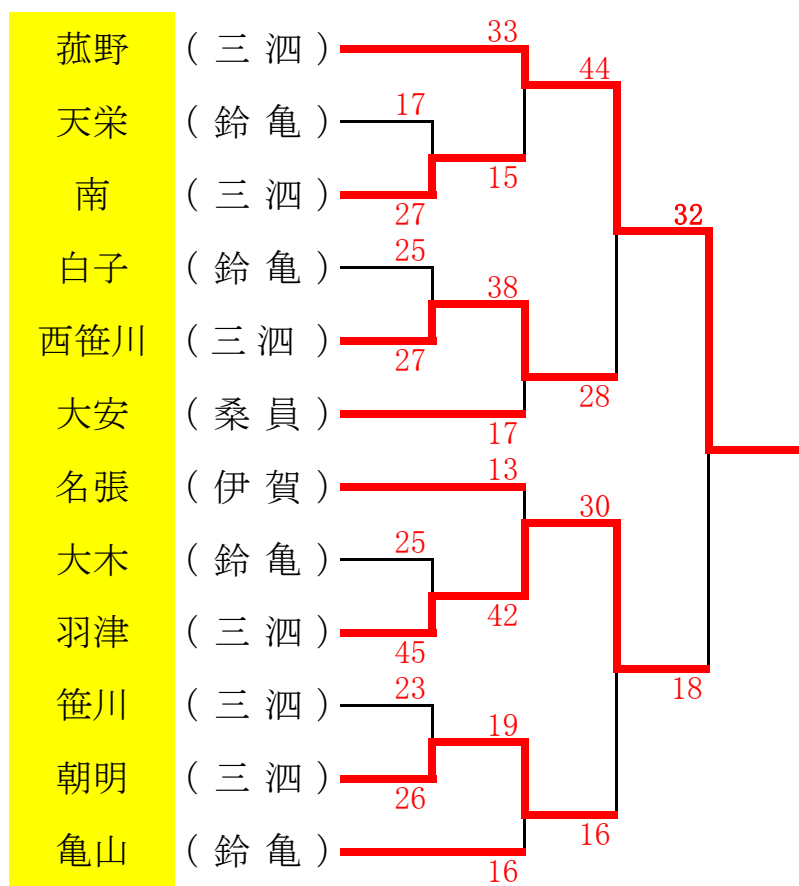 菰野 (三泗) 33
44
天栄 (鈴亀) 17
15
南 (三泗) 27
32
白子 (鈴亀) 25
38
西笹川 (三泗) 27
28
大安 (桑員) 17
名張 (伊賀) 13
30
大木 (鈴亀) 25
42
羽津 (三泗) 45
18
笹川 (三泗) 23
19
朝明 (三泗) 26
16
亀山 (鈴亀) 16